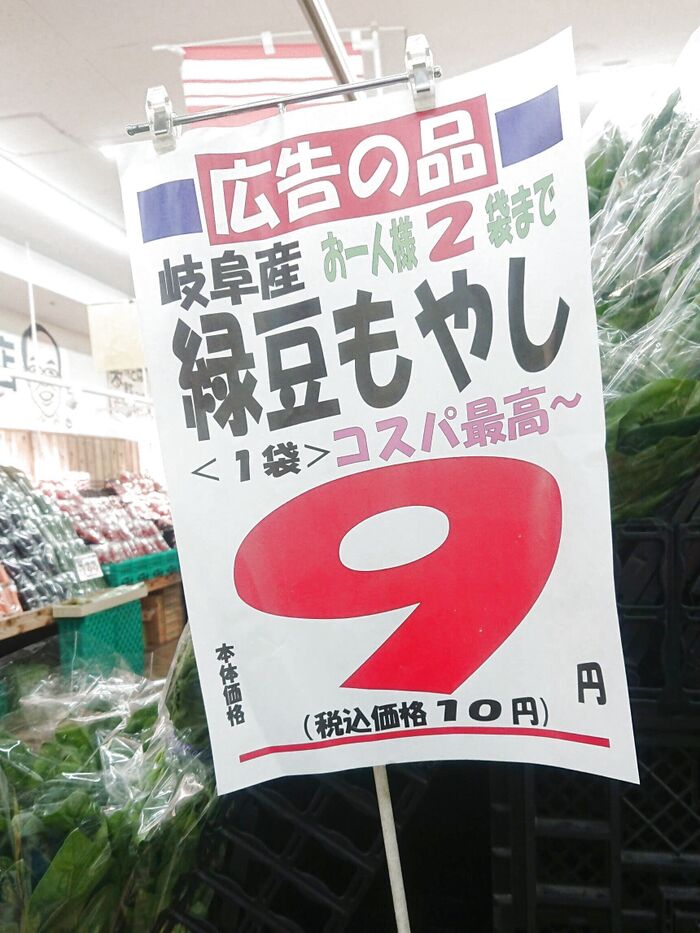 広告の品
お一人様2袋まで
岐阜産
緑豆もやし
<1袋>コスパ最高~
9円
本体価格
(税込価格10円)